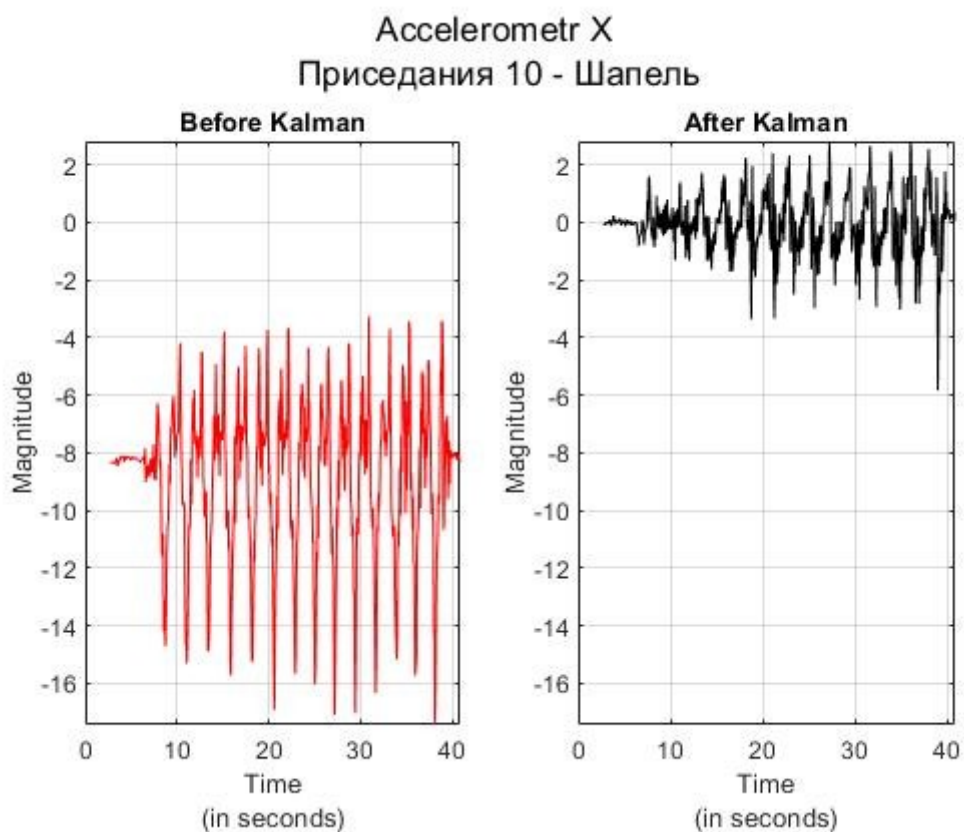 Accelerometr X
Приседания 10 - Шапель
Before Kalman
2
0
-2
-4
-6
-8
-10
-12
-14
-16
Magnitude
0 10 20 30 40
Time
(in seconds)
After Kalman
2
0
-2
-4
-6
-8
-10
-12
-14
-16
Magnitude
0 10 20 30 40
Time
(in seconds)